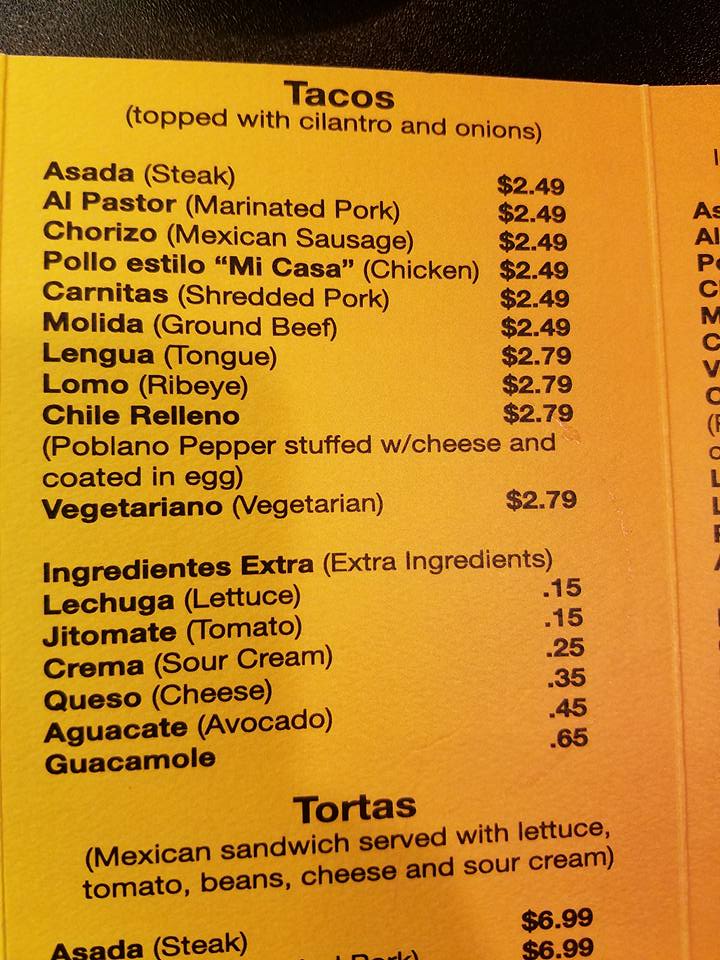 Tacos
(topped with cilantro and onions)
Asada (Steak) $2.49
Al Pastor (Marinated Pork) $2.49
Chorizo (Mexican Sausage) $2.49
Pollo estilo “Mi Casa” (Chicken) $2.49
Carnitas (Shredded Pork) $2.49
Molida (Ground Beef) $2.49
Lengua (Tongue) $2.79
Lomo (Ribeye) $2.79
Chile Relleno $2.79
(Poblano Pepper stuffed w/cheese and
coated in egg)
Vegetariano (Vegetarian) $2.79
Ingredientes Extra (Extra Ingredients)
Lechuga (Lettuce) .15
Jitomate (Tomato) .15
Crema (Sour Cream) .25
Queso (Cheese) .35
Aguacate (Avocado) .45
Guacamole .65
Tortas
(Mexican sandwich served with lettuce,
tomato, beans, cheese and sour cream)
Asada (Steak) $6.99
Pork) $6.99